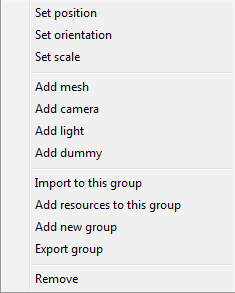 Set position
Set orientation
Set scale
Add mesh
Add camera
Add light
Add dummy
Import to this group
Add resources to this group
Add new group
Export group
Remove